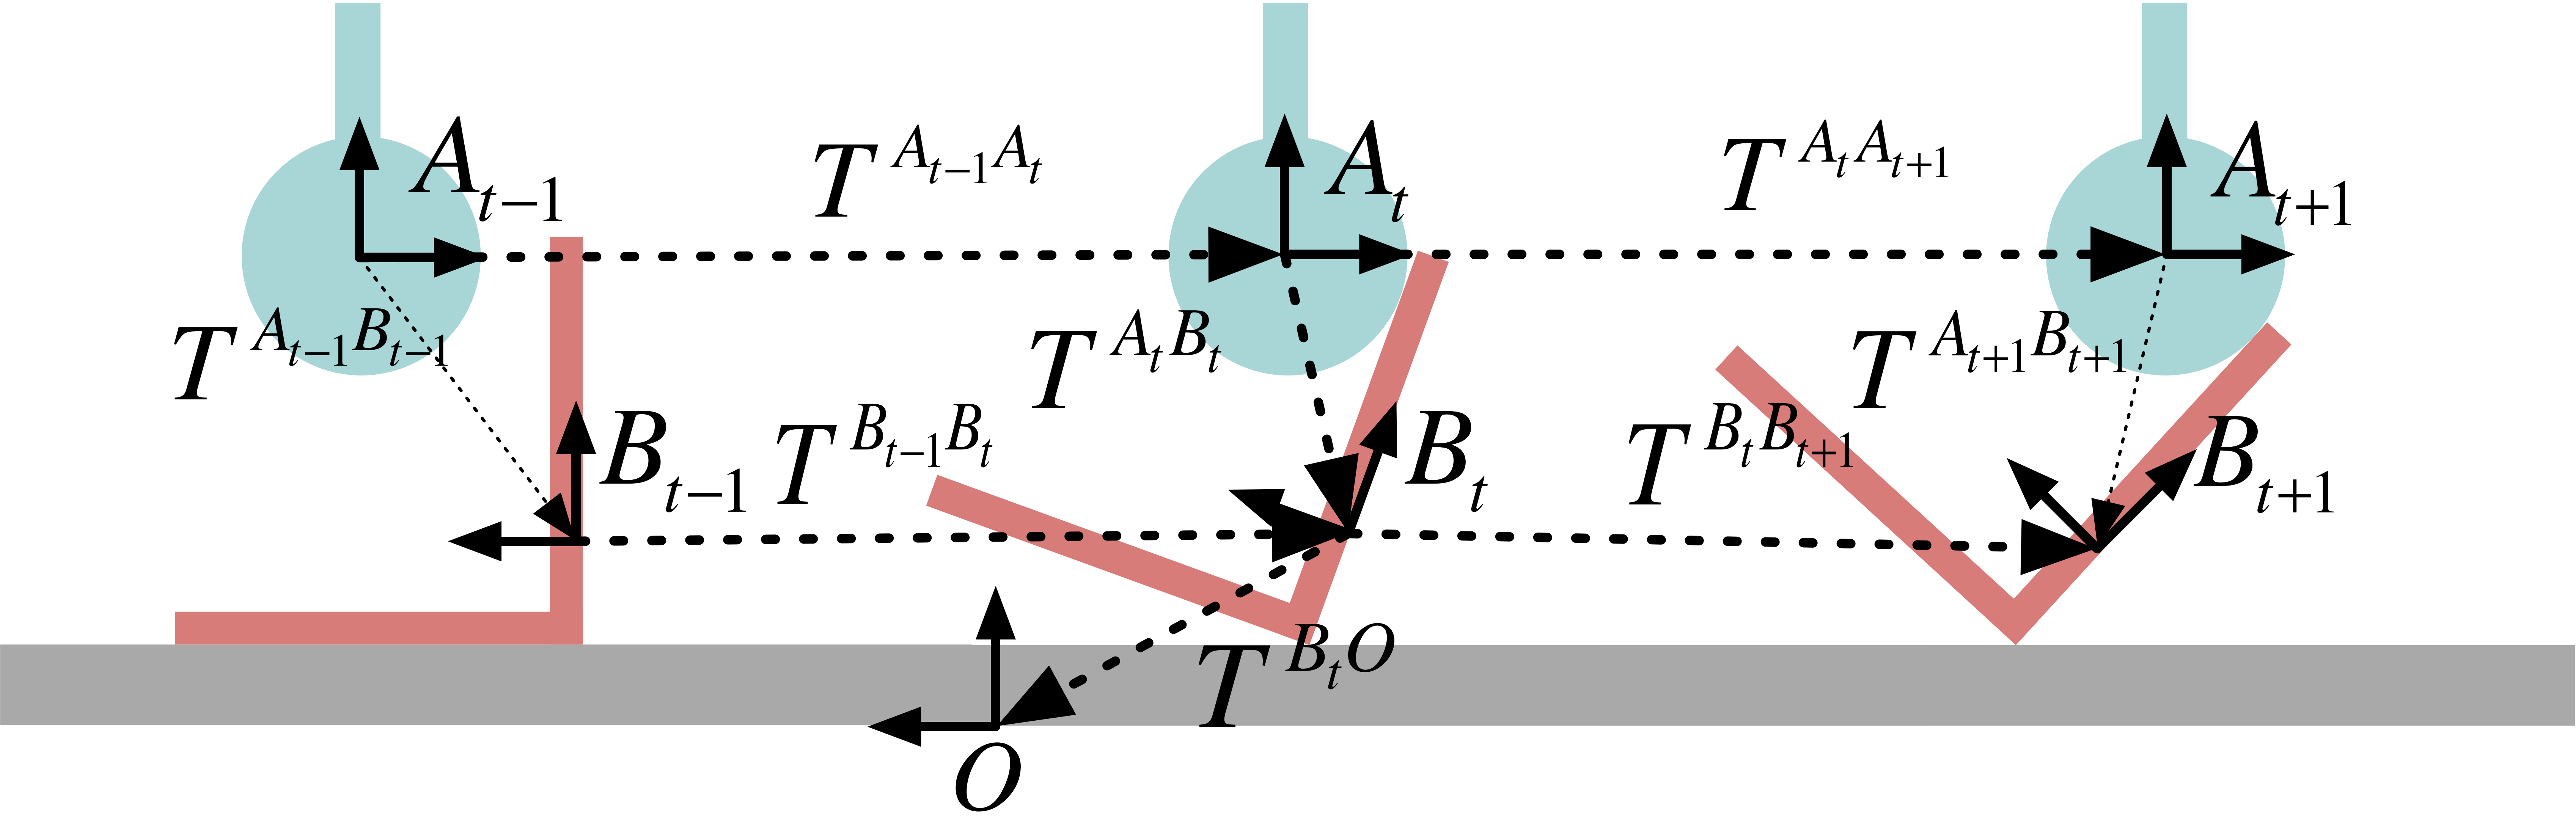 A_{t−1} T^{A_{t−1}A_t} A_t T^{A_tA_{t+1}} A_{t+1}
T^{A_{t−1}B_{t−1}} T^{A_tB_t} T^{A_{t+1}B_{t+1}}
B_{t−1} T^{B_{t−1}B_t} B_t T^{B_tB_{t+1}} B_{t+1}
T^{B_tO}
O